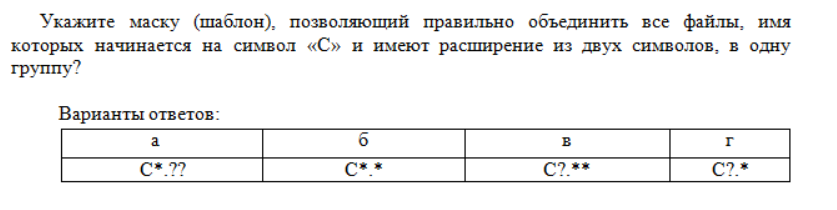 Укажите маску (шаблон), позволяющий правильно объединить все файлы, имя
которых начинается на символ «С» и имеют расширение из двух символов, в одну
группу?
Варианты ответов:
а б в г
С*.?? С*.* С?.** С?.*